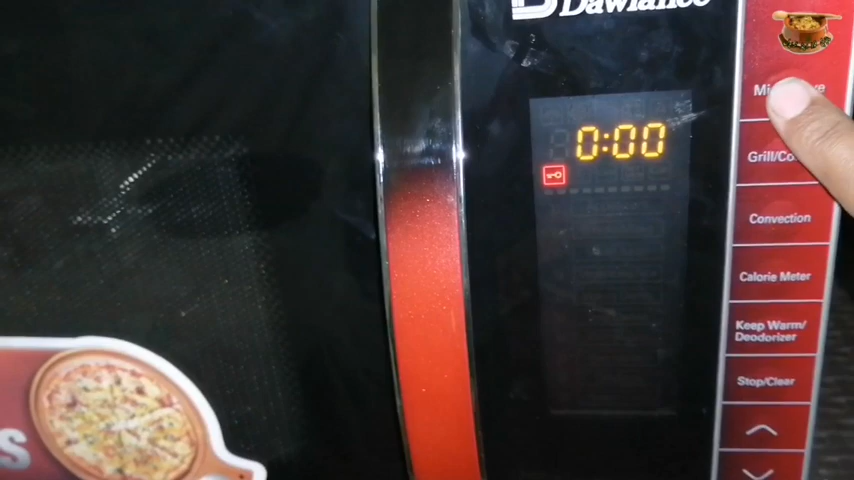 Dawlance
0:00
Grill/Co
Convection
Calorie Meter
Keep Warm/
Deodorizer
Stop/Clear